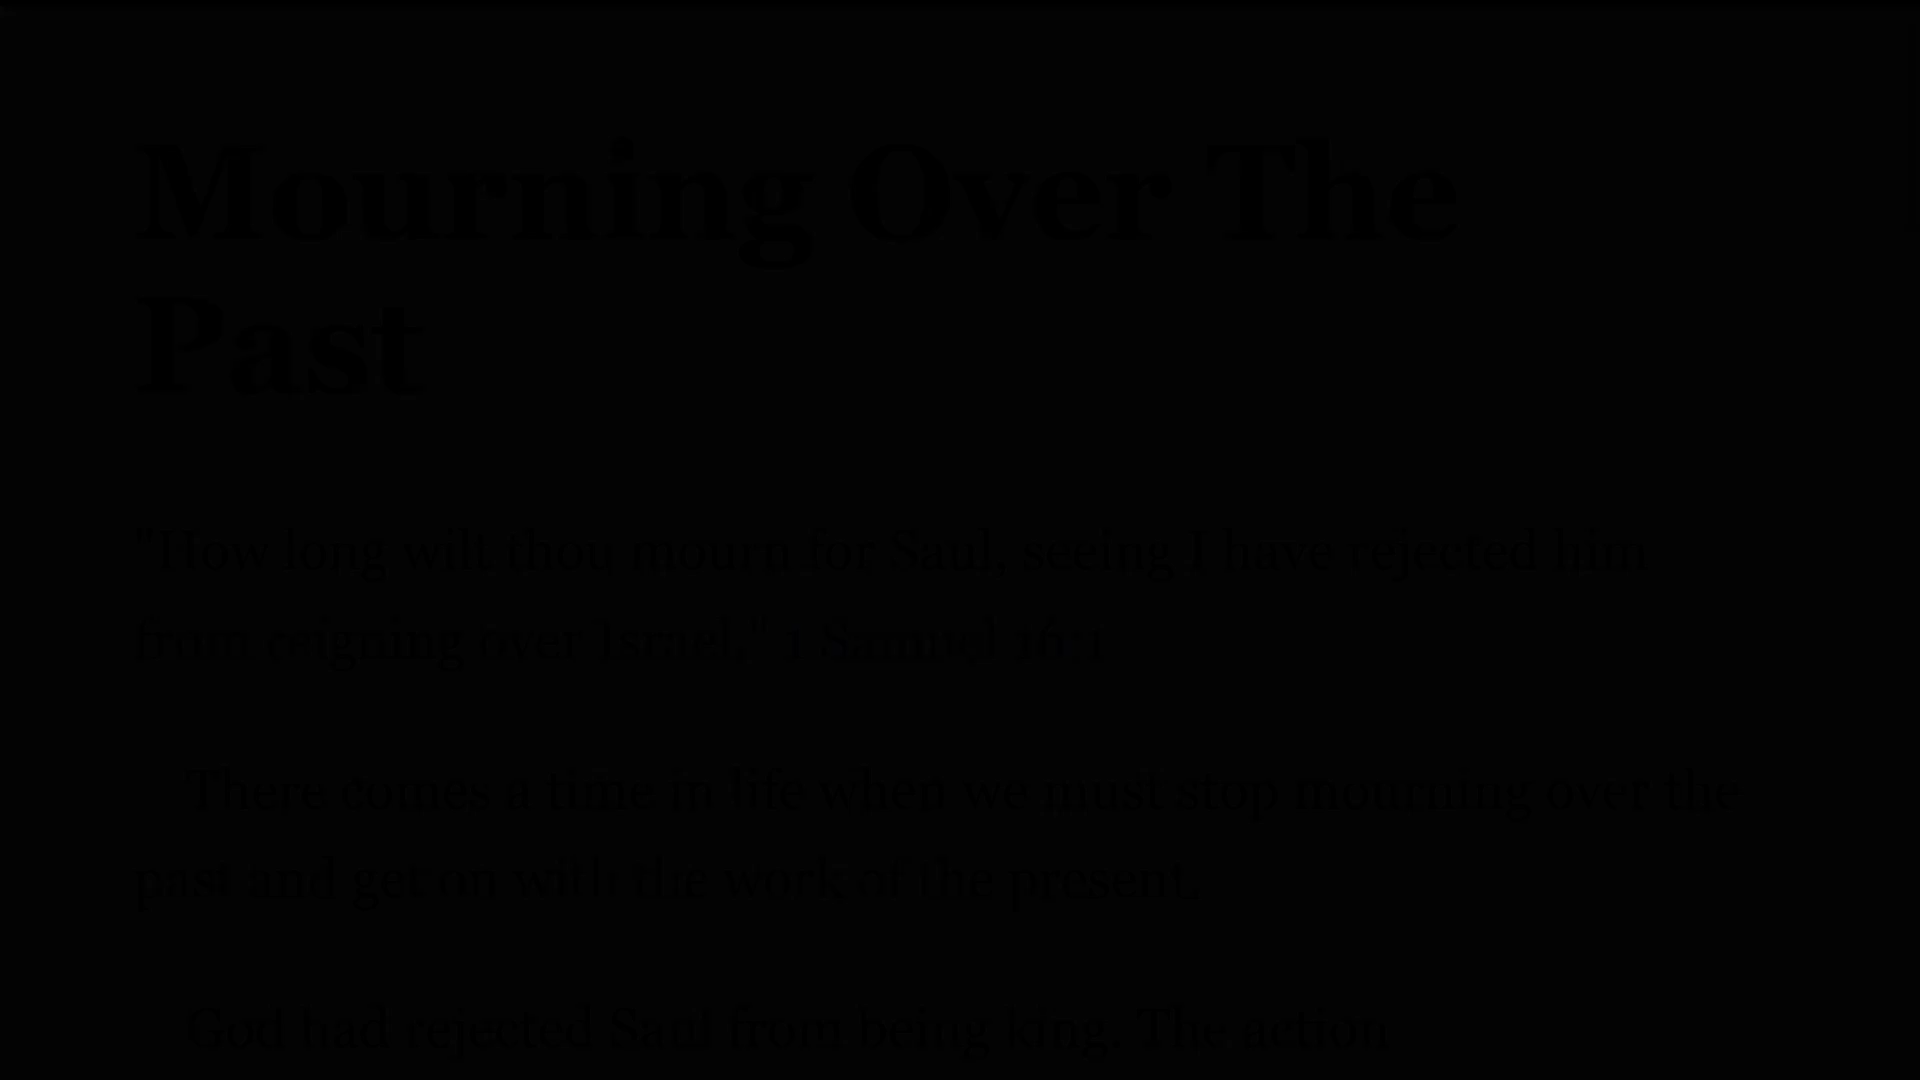 Mourning Over The
Past
"How long wilt thou mourn for Saul, seeing I have rejected him
from reigning over Israel." 1 Samuel 16:1
There comes a time in life when we must stop mourning over the
past and get on with the work of the present.
God had rejected Saul from being king. The action